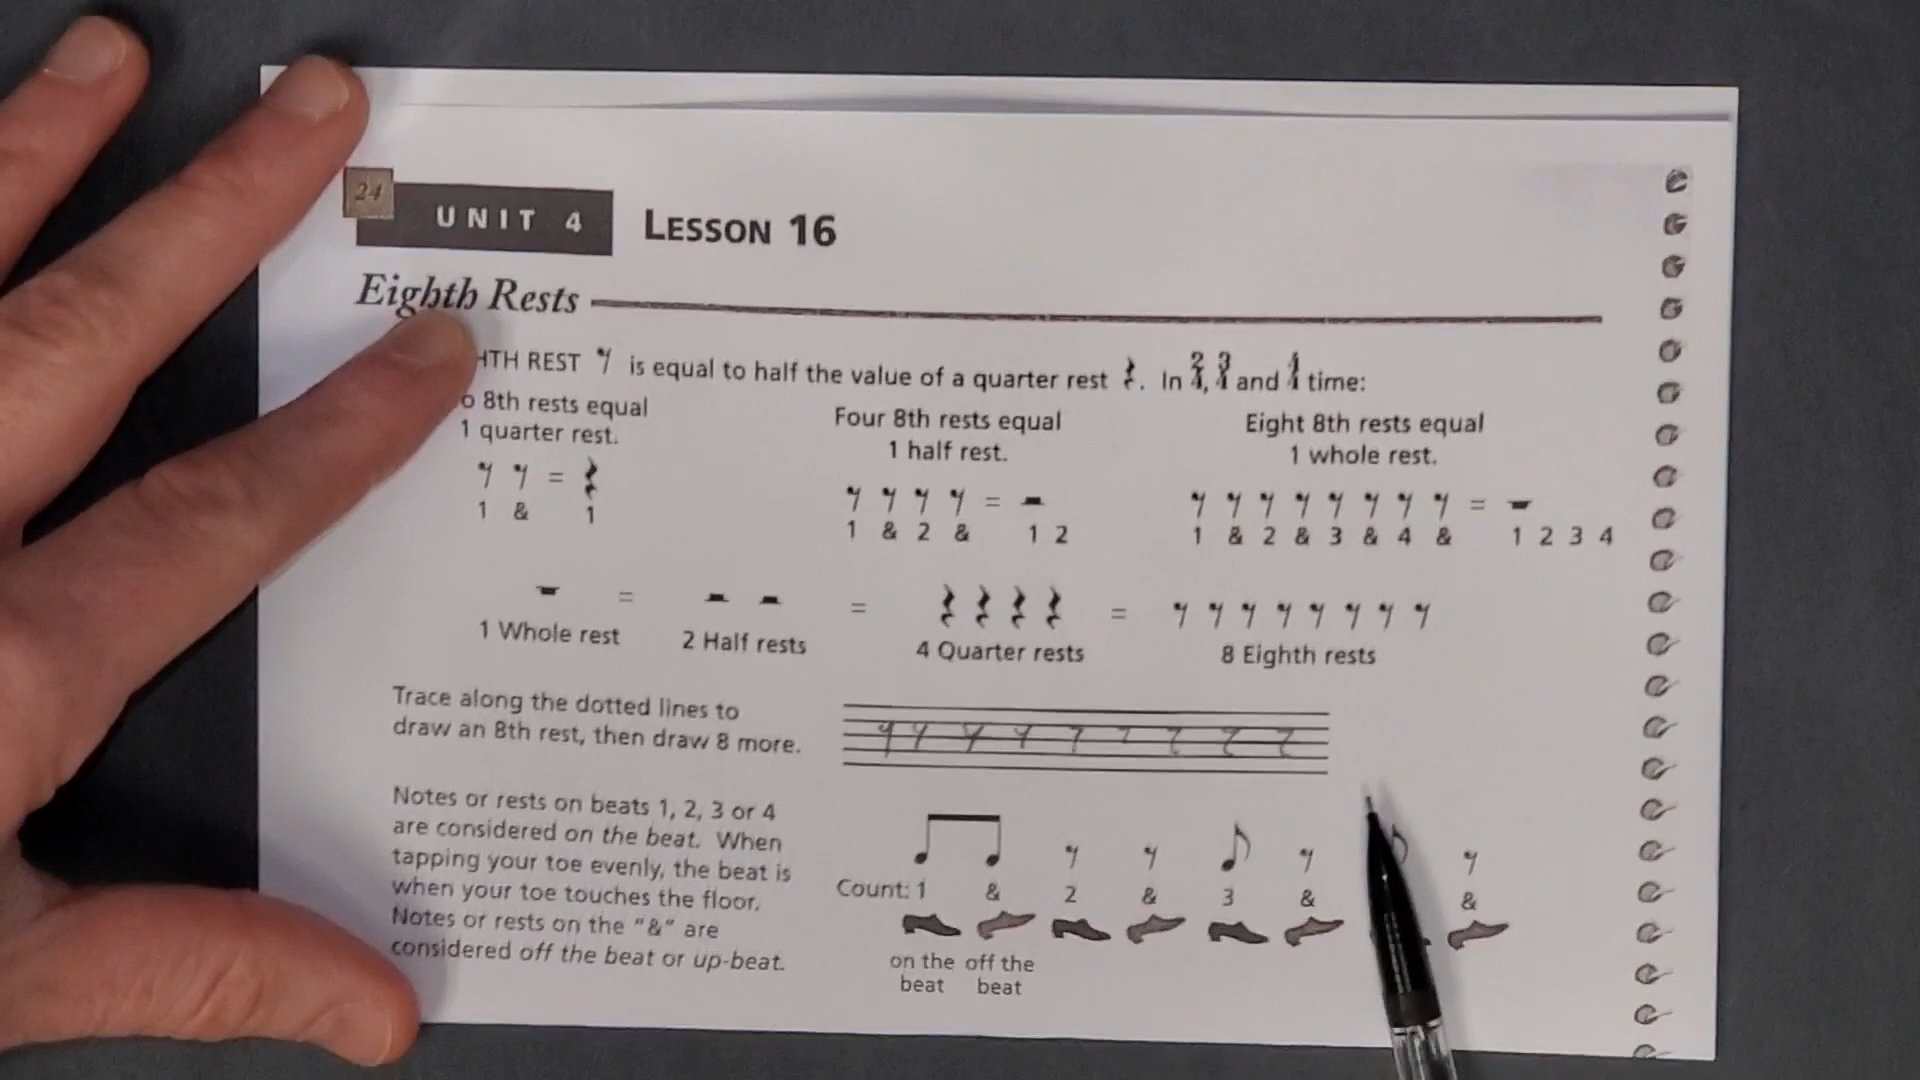 24
UNIT 4 LESSON 16
Eighth Rests
HTH REST is equal to half the value of a quarter rest . In 2/4, 3/4 and 4/4 time:
o 8th rests equal
1 quarter rest.
Four 8th rests equal
1 half rest.
Eight 8th rests equal
1 whole rest.
= 
1 & 1
=
1 & 2 & 1 2
=
1 & 2 & 3 & 4 & 1 2 3 4
= = =
1 Whole rest 2 Half rests 4 Quarter rests 8 Eighth rests
Trace along the dotted lines to
draw an 8th rest, then draw 8 more.
Notes or rests on beats 1, 2, 3 or 4
are considered on the beat. When
tapping your toe evenly, the beat is
when your toe touches the floor.
Notes or rests on the "&" are
considered off the beat or up-beat.
Count: 1 & 2 & 3 & &
on the
beat
off the
beat